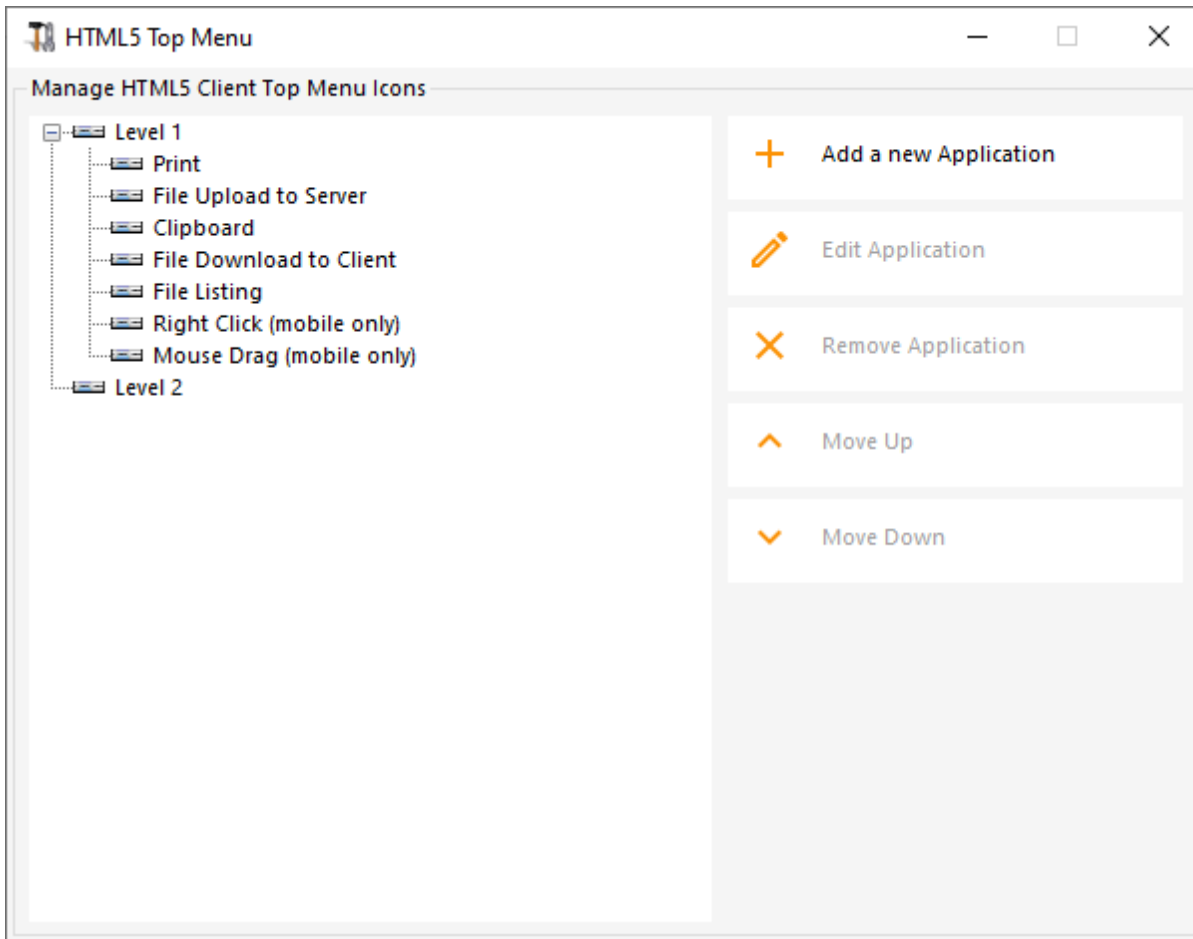 HTML5 Top Menu
Manage HTML5 Client Top Menu Icons
Level 1
Print
File Upload to Server
Clipboard
File Download to Client
File Listing
Right Click (mobile only)
Mouse Drag (mobile only)
Level 2
Add a new Application
Edit Application
Remove Application
Move Up
Move Down